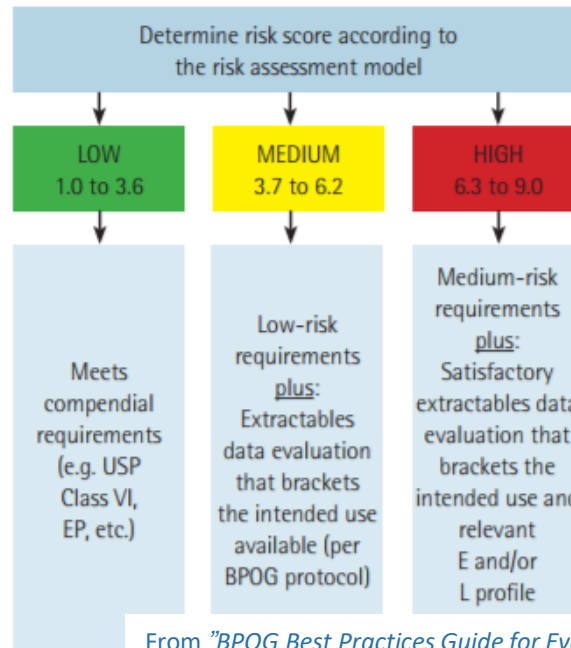 Determine risk score according to
the risk assessment model
LOW
1.0 to 3.6
MEDIUM
3.7 to 6.2
HIGH
6.3 to 9.0
Meets
compendial
requirements
(e.g. USP
Class VI,
EP, etc.)
Low-risk
requirements
plus:
Extractables
data evaluation
that brackets
the intended use
available (per
BPOG protocol)
Medium-risk
requirements
plus:
Satisfactory
extractables data
evaluation that
brackets the
intended use and
relevant
E and/or
L profile
From "BPOG Best Practices Guide for